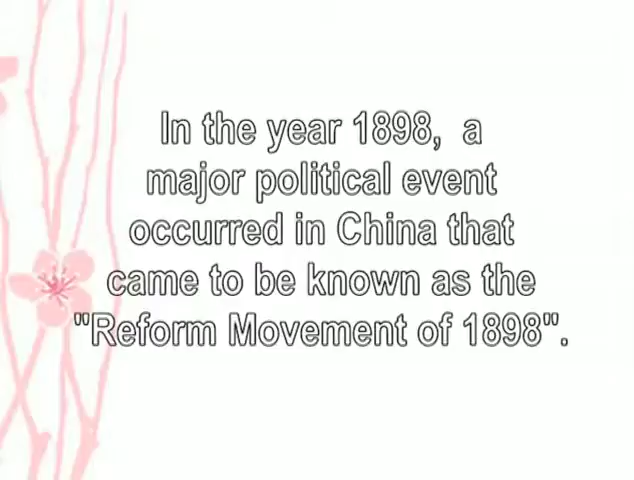 In the year 1898, a
major political event
occurred in China that
came to be known as the
"Reform Movement of 1898".